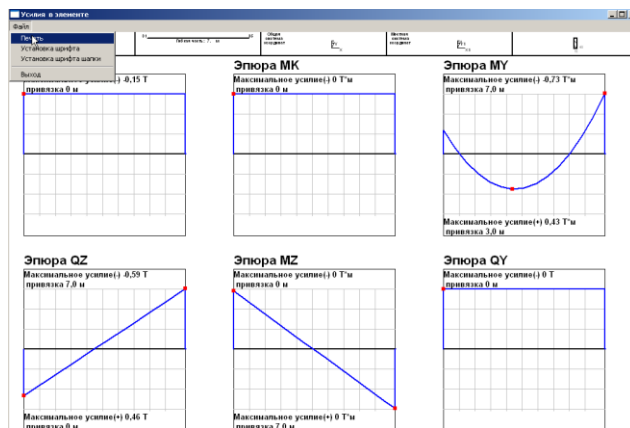 Усилия в элементе
Файл
Печать
Установка шрифта
Установка шрифта шапки
Выход
Эпюра MK
Эпюра MY
Максимальное усилие(-) -0,15 Т
привязка 0 м
Максимальное усилие(-) 0 Т*м
привязка 0 м
Максимальное усилие(-) -0,73 Т*м
привязка 7,0 м
Максимальное усилие(+) 0,43 Т*м
привязка 3,0 м
Эпюра QZ
Эпюра MZ
Эпюра QY
Максимальное усилие(-) -0,59 Т
привязка 7,0 м
Максимальное усилие(-) 0 Т*м
привязка 0 м
Максимальное усилие(-) 0 Т
привязка 0 м
Максимальное усилие(+) 0,46 Т
привязка 0 м
Максимальное усилие(+) 0 Т*м
привязка 7,0 м